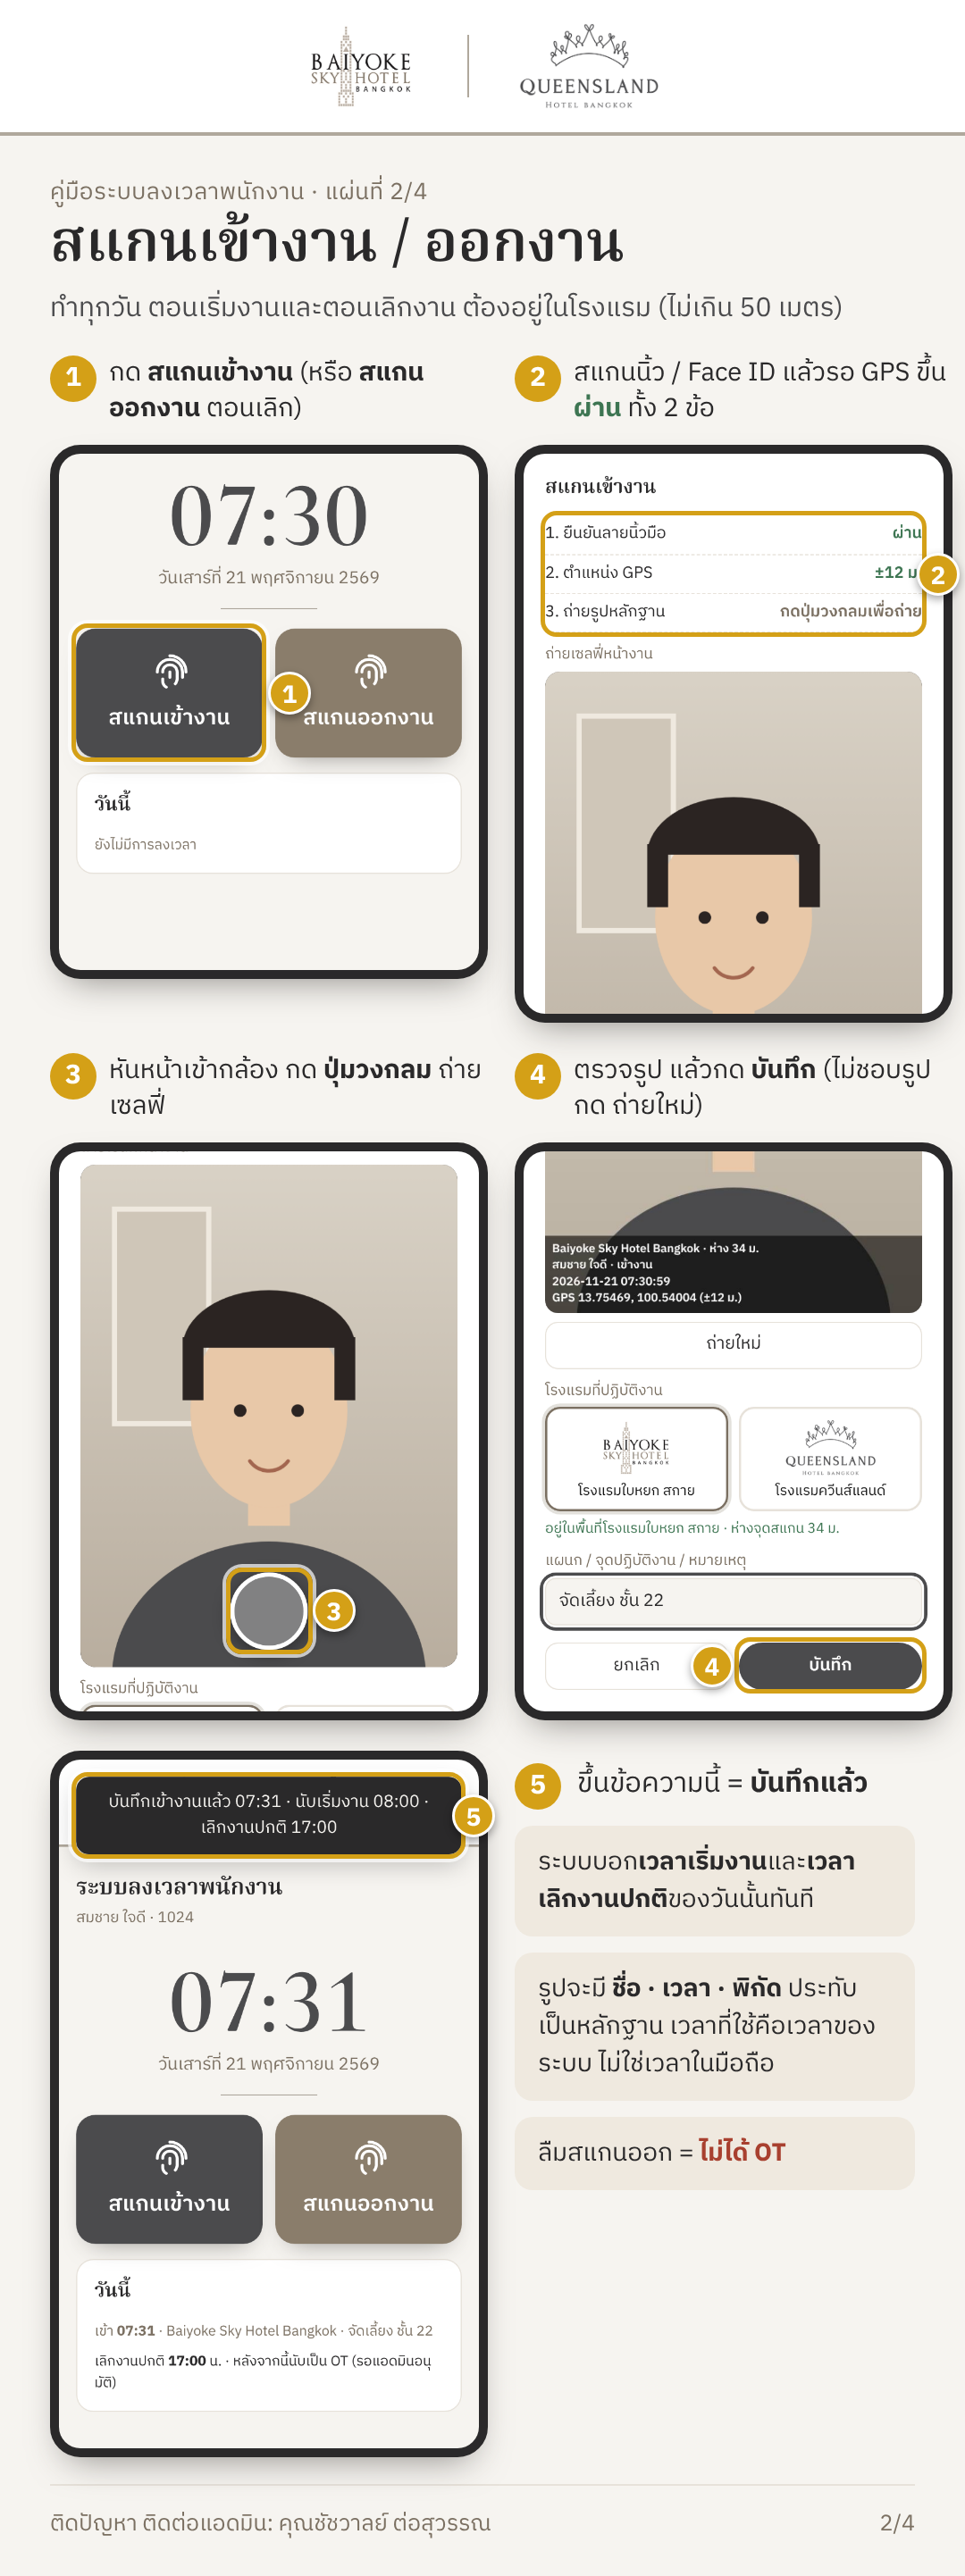 BAIYOKE
SKY HOTEL
BANGKOK
QUEENSLAND
HOTEL BANGKOK
คู่มือระบบลงเวลาพนักงาน · แผ่นที่ 2/4
สแกนเข้างาน / ออกงาน
ทำทุกวัน ตอนเริ่มงานและตอนเลิกงาน ต้องอยู่ในโรงแรม (ไม่เกิน 50 เมตร)
1 กด สแกนเข้างาน (หรือ สแกน
ออกงาน ตอนเลิก)
07:30
วันเสาร์ที่ 21 พฤศจิกายน 2569
สแกนเข้างาน
1
สแกนออกงาน
วันนี้
ยังไม่มีการลงเวลา
2 สแกนนิ้ว / Face ID แล้วรอ GPS ขึ้น
ผ่าน ทั้ง 2 ข้อ
สแกนเข้างาน
1. ยืนยันลายนิ้วมือ ผ่าน
2. ตำแหน่ง GPS ±12 ม
2
3. ถ่ายรูปหลักฐาน กดปุ่มวงกลมเพื่อถ่าย
ถ่ายเซลฟี่หน้างาน
3 หันหน้าเข้ากล้อง กด ปุ่มวงกลม ถ่าย
เซลฟี่
3
โรงแรมที่ปฏิบัติงาน
4 ตรวจรูป แล้วกด บันทึก (ไม่ชอบรูป
กด ถ่ายใหม่)
Baiyoke Sky Hotel Bangkok · ห่าง 34 ม.
สมชาย ใจดี · เข้างาน
2026-11-21 07:30:59
GPS 13.75469, 100.54004 (±12 ม.)
ถ่ายใหม่
โรงแรมที่ปฏิบัติงาน
BAIYOKE
SKY HOTEL
BANGKOK
โรงแรมใบหยก สกาย
QUEENSLAND
HOTEL BANGKOK
โรงแรมควีนส์แลนด์
อยู่ในพื้นที่โรงแรมใบหยก สกาย · ห่างจุดสแกน 34 ม.
แผนก / จุดปฏิบัติงาน / หมายเหตุ
จัดเลี้ยง ชั้น 22
ยกเลิก
4
บันทึก
บันทึกเข้างานแล้ว 07:31 · นับเริ่มงาน 08:00 ·
เลิกงานปกติ 17:00
5
ระบบลงเวลาพนักงาน
สมชาย ใจดี · 1024
07:31
วันเสาร์ที่ 21 พฤศจิกายน 2569
สแกนเข้างาน
สแกนออกงาน
วันนี้
เข้า 07:31 · Baiyoke Sky Hotel Bangkok · จัดเลี้ยง ชั้น 22
เลิกงานปกติ 17:00 น. · หลังจากนี้นับเป็น OT (รอแอดมินอนุ
มัติ)
5 ขึ้นข้อความนี้ = บันทึกแล้ว
ระบบบอกเวลาเริ่มงานและเวลา
เลิกงานปกติของวันนั้นทันที
รูปจะมี ชื่อ · เวลา · พิกัด ประทับ
เป็นหลักฐาน เวลาที่ใช้คือเวลาของ
ระบบ ไม่ใช่เวลาในมือถือ
ลืมสแกนออก = ไม่ได้ OT
ติดปัญหา ติดต่อแอดมิน: คุณชัชวาลย์ ต่อสุวรรณ
2/4